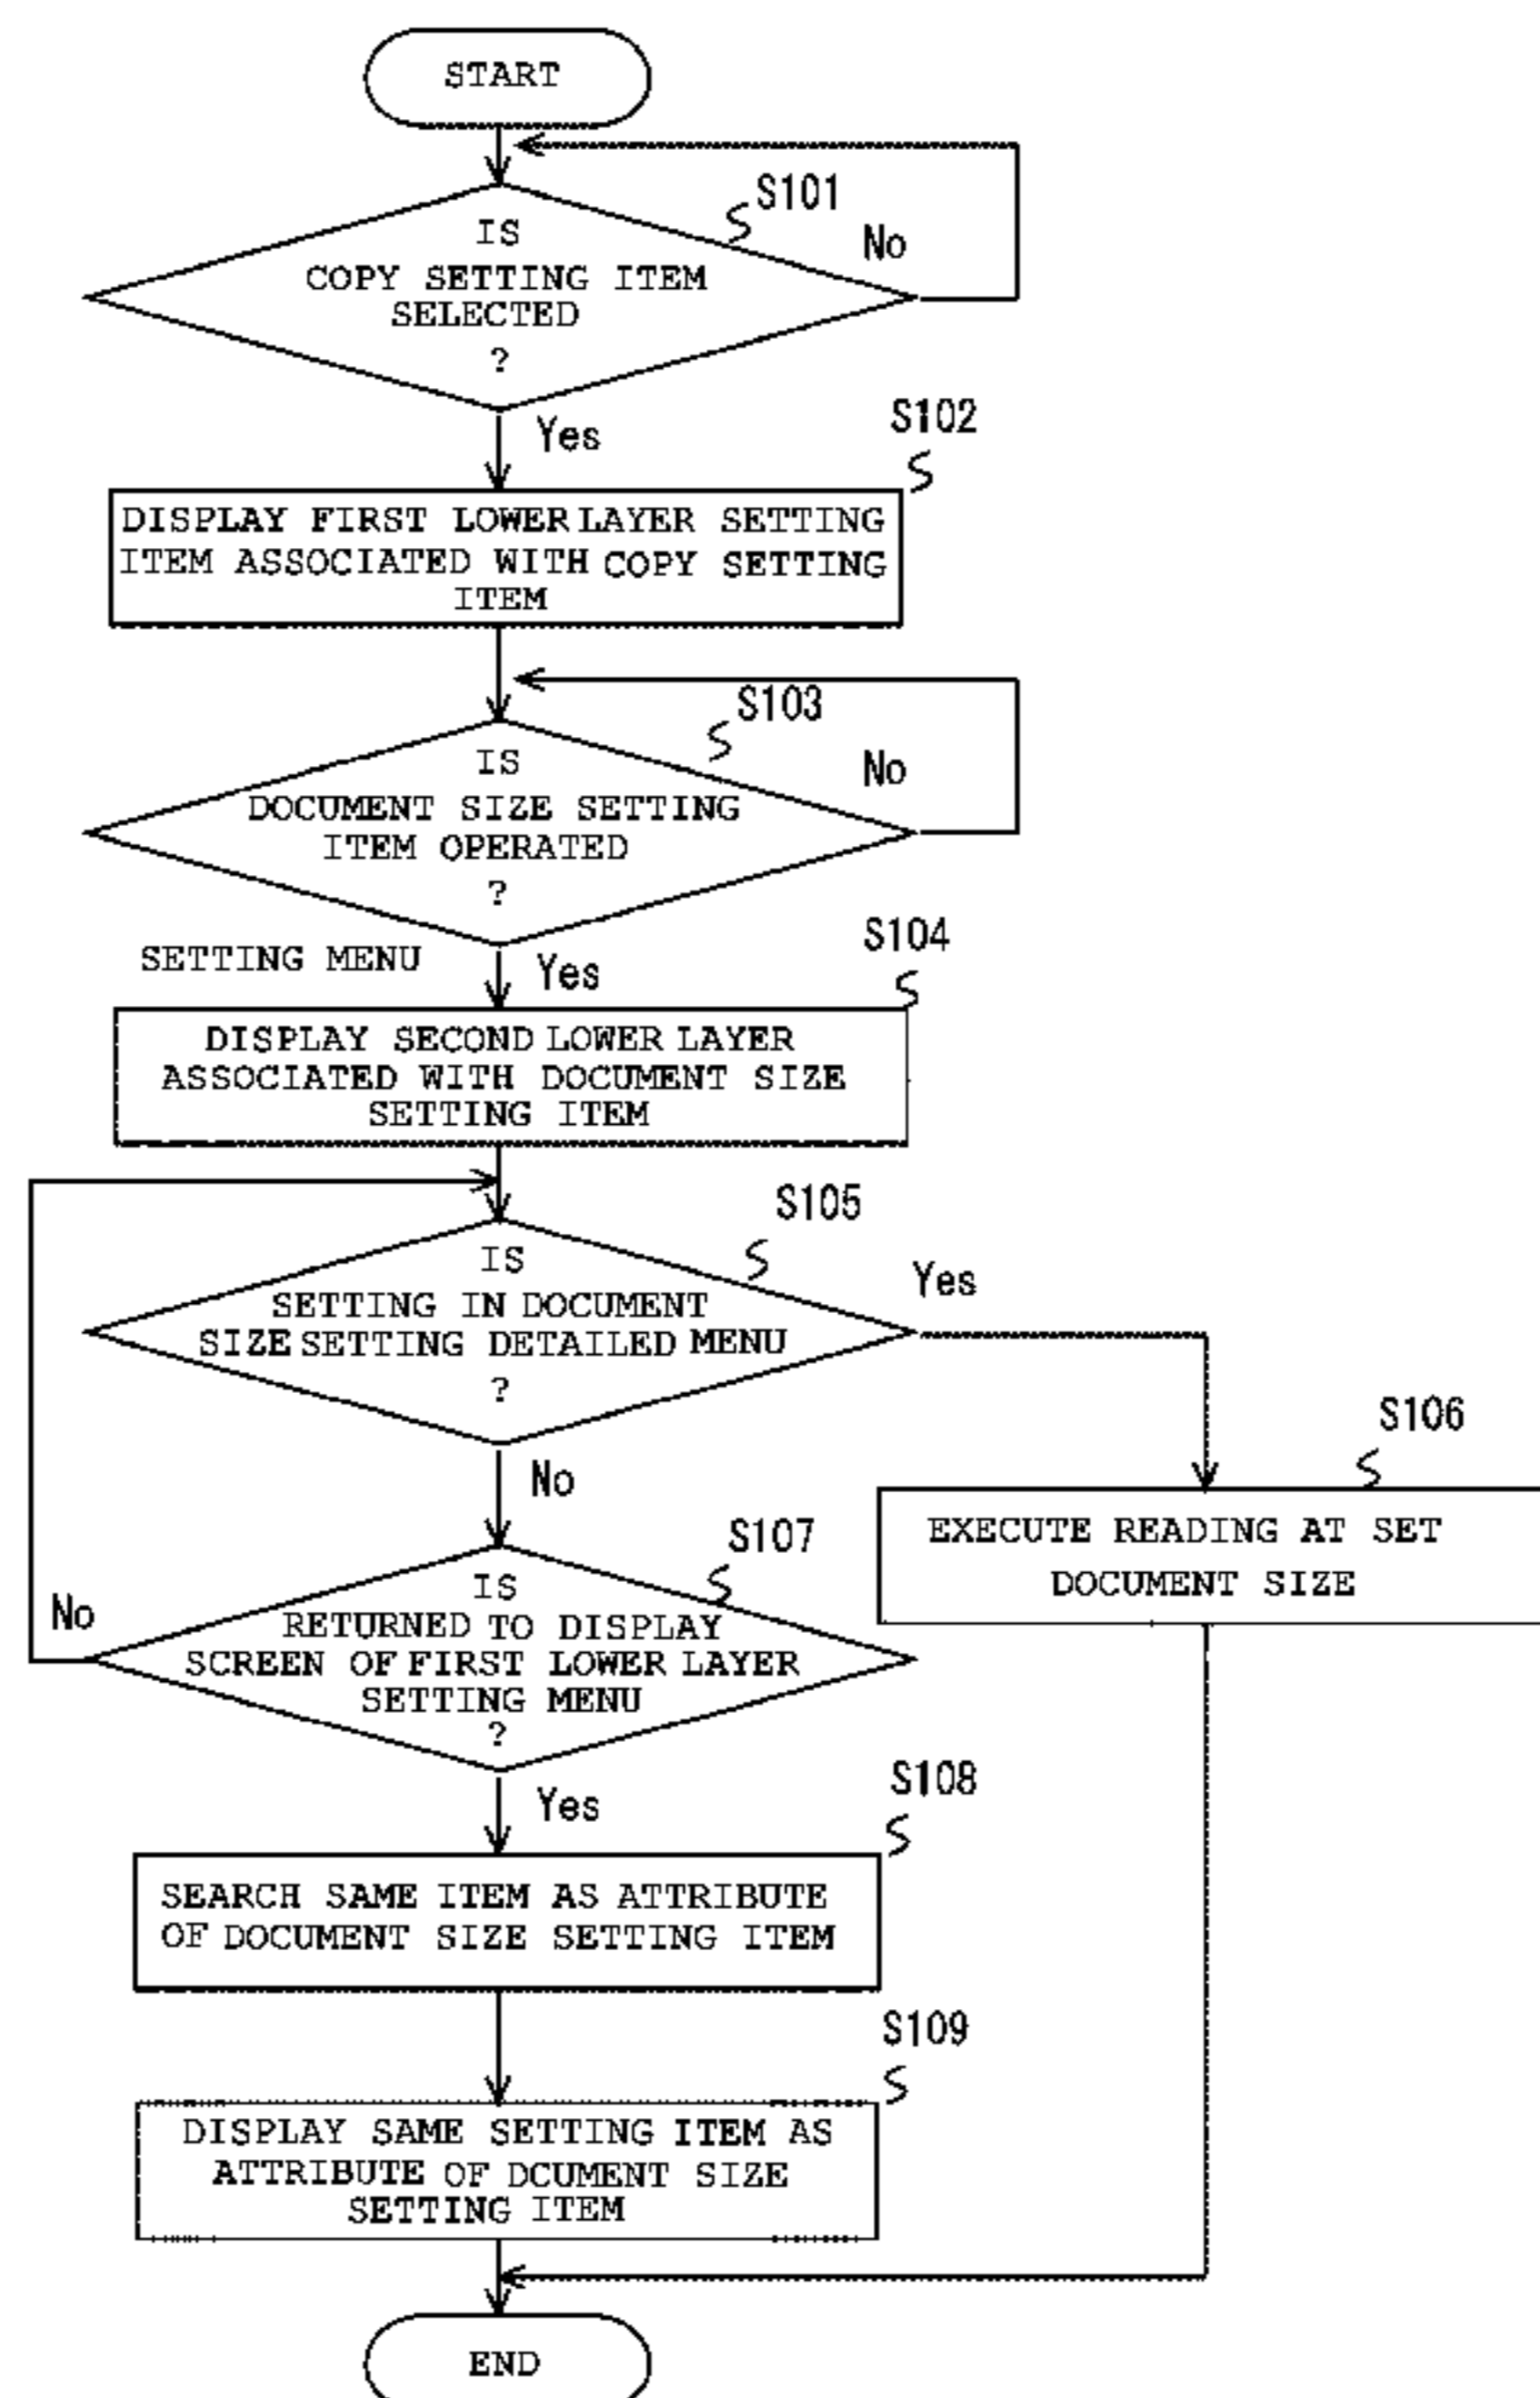 START
S101
IS
COPY SETTING ITEM
SELECTED
?
No
Yes
S102
DISPLAY FIRST LOWER LAYER SETTING
ITEM ASSOCIATED WITH COPY SETTING
ITEM
S103
IS
DOCUMENT SIZE SETTING
ITEM OPERATED
?
No
SETTING MENU
Yes
S104
DISPLAY SECOND LOWER LAYER
ASSOCIATED WITH DOCUMENT SIZE
SETTING ITEM
S105
IS
SETTING IN DOCUMENT
SIZE SETTING DETAILED MENU
?
Yes
No
S106
EXECUTE READING AT SET
DOCUMENT SIZE
S107
IS
RETURNED TO DISPLAY
SCREEN OF FIRST LOWER LAYER
SETTING MENU
?
No
Yes
S108
SEARCH SAME ITEM AS ATTRIBUTE
OF DOCUMENT SIZE SETTING ITEM
S109
DISPLAY SAME SETTING ITEM AS
ATTRIBUTE OF DCUMENT SIZE
SETTING ITEM
END